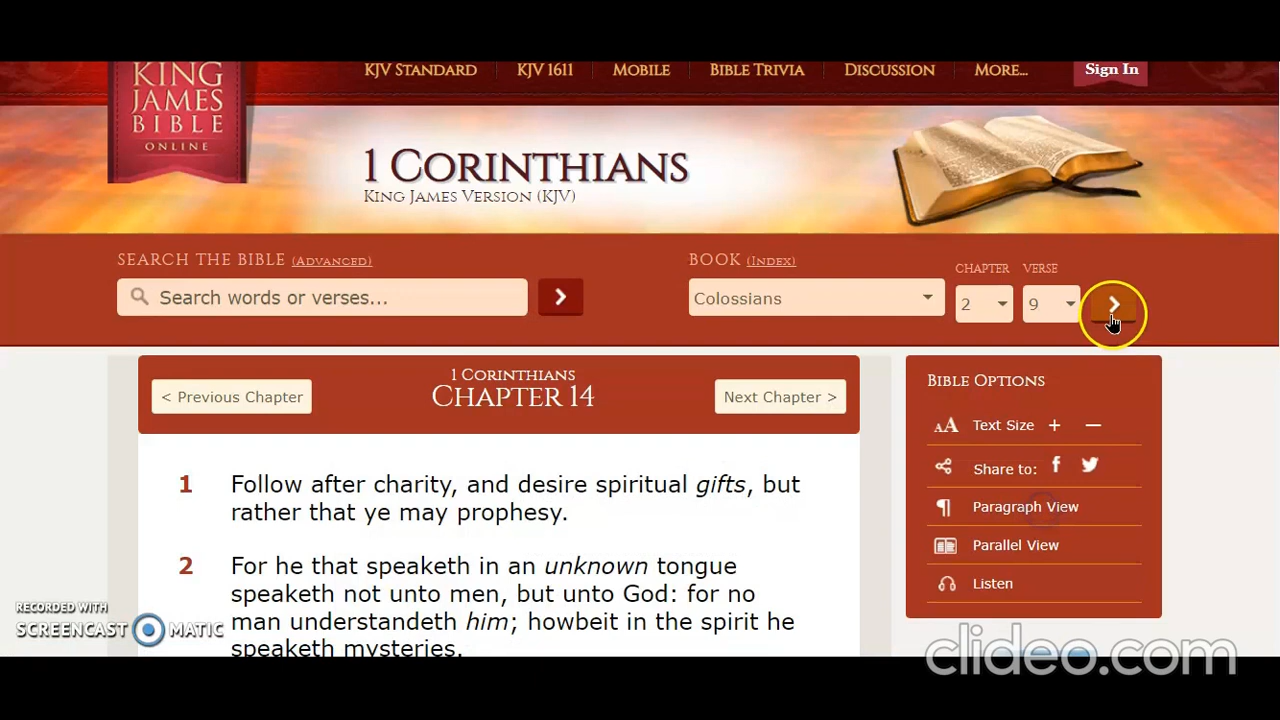 KING
JAMES
BIBLE
ONLINE
KJV STANDARD
KJV 1611
MOBILE
BIBLE TRIVIA
DISCUSSION
MORE...
Sign In
1 CORINTHIANS
KING JAMES VERSION (KJV)
SEARCH THE BIBLE (ADVANCED)
Search words or verses...
BOOK (INDEX)
Colossians
CHAPTER
2
VERSE
9
< Previous Chapter
1 CORINTHIANS
CHAPTER 14
Next Chapter >
1 Follow after charity, and desire spiritual gifts, but
rather that ye may prophesy.
2 For he that speaketh in an unknown tongue
speaketh not unto men, but unto God: for no
man understandeth him; howbeit in the spirit he
speaketh mysteries.
BIBLE OPTIONS
AA Text Size + −
Share to:
¶ Paragraph View
Parallel View
Listen
RECORDED WITH
SCREENCAST MATIC
clideo.com